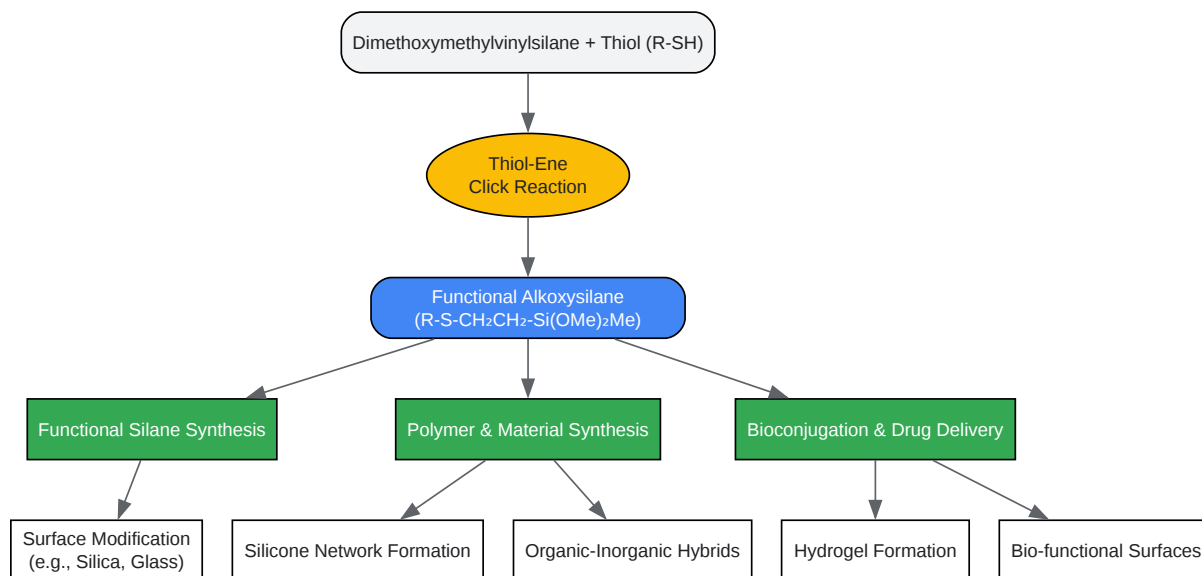 Dimethoxymethylvinylsilane + Thiol (R-SH)
Thiol-Ene
Click Reaction
Functional Alkoxysilane
(R-S-CH₂CH₂-Si(OMe)₂Me)
Functional Silane Synthesis
Polymer & Material Synthesis
Bioconjugation & Drug Delivery
Surface Modification
(e.g., Silica, Glass)
Silicone Network Formation
Organic-Inorganic Hybrids
Hydrogel Formation
Bio-functional Surfaces